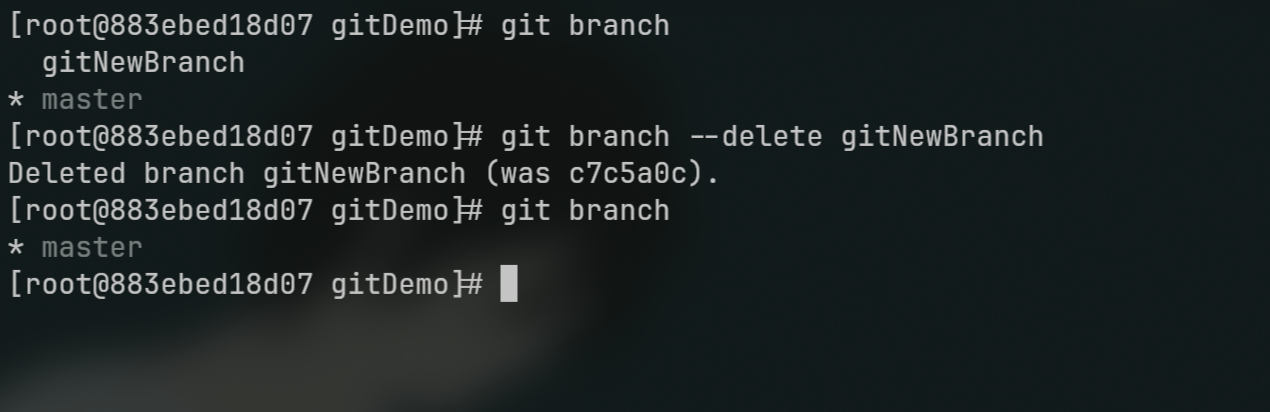 [root@883ebed18d07 gitDemo]# git branch
  gitNewBranch
* master
[root@883ebed18d07 gitDemo]# git branch --delete gitNewBranch
Deleted branch gitNewBranch (was c7c5a0c).
[root@883ebed18d07 gitDemo]# git branch
* master
[root@883ebed18d07 gitDemo]#